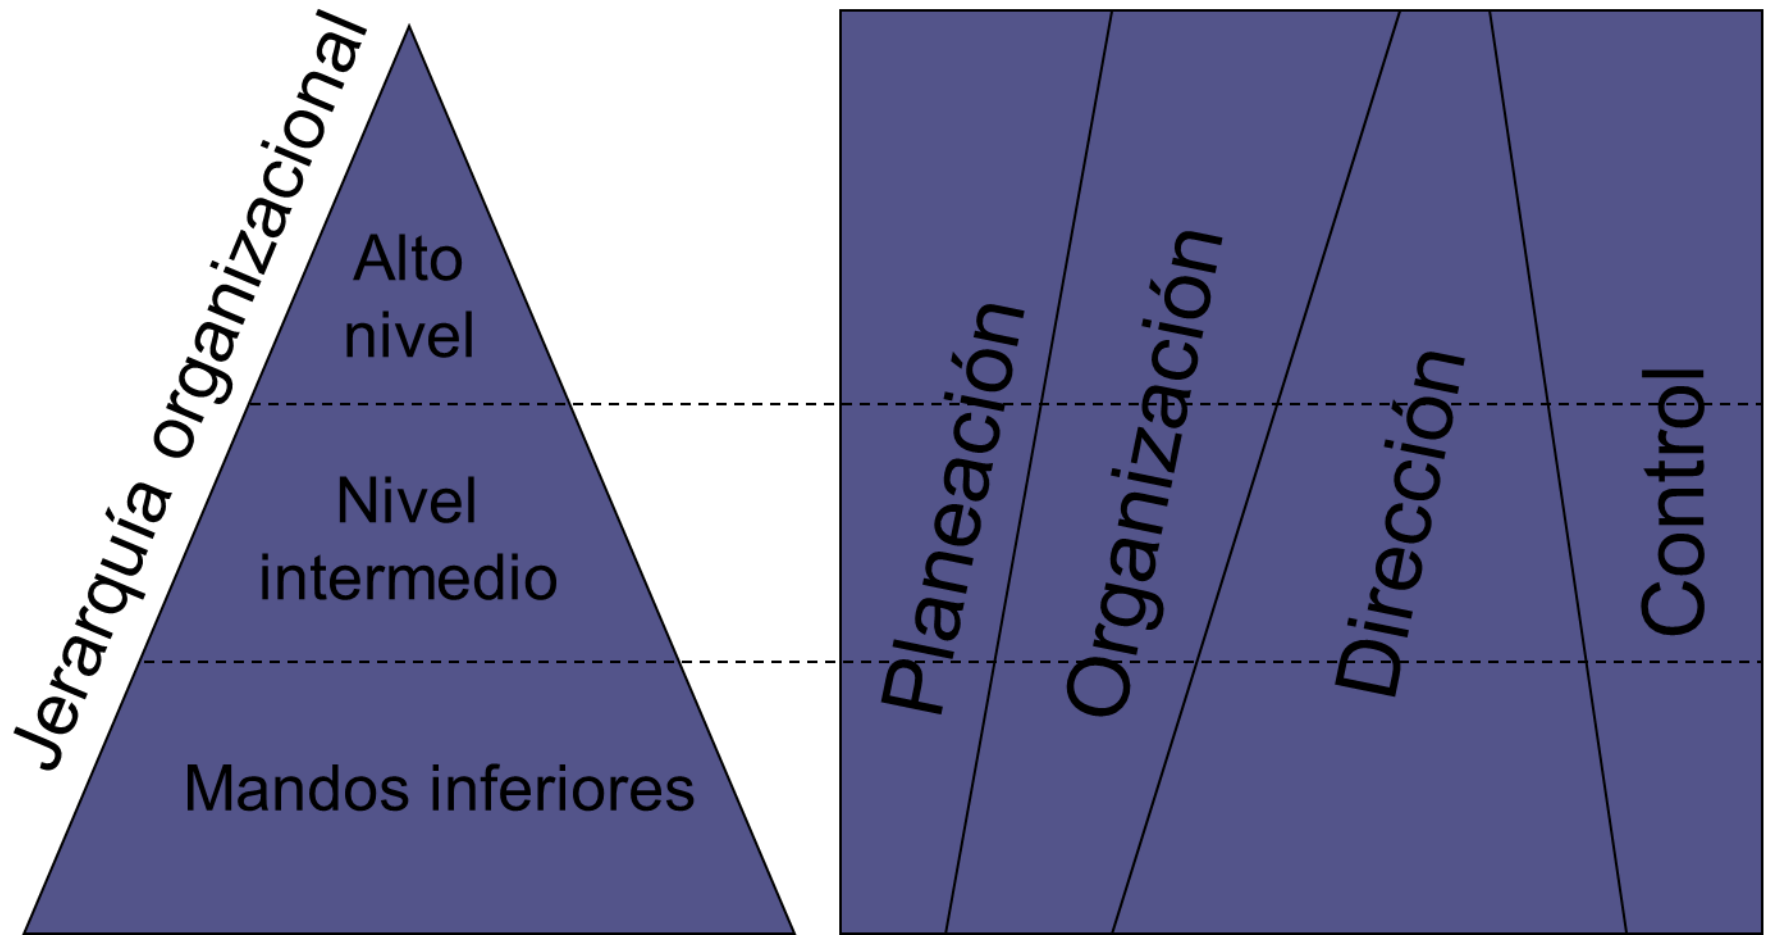 Jerarquía organizacional
Alto
nivel
Nivel
intermedio
Mandos inferiores
Planeación
Organización
Dirección
Control